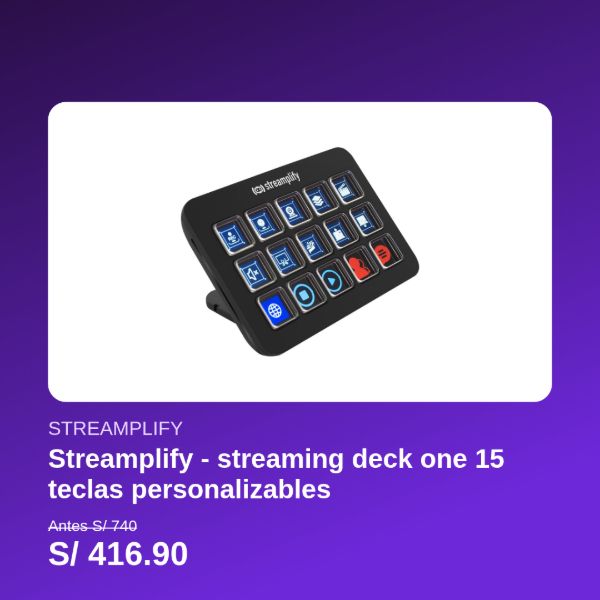 streamplify
STREAMPLIFY
Streamplify - streaming deck one 15
teclas personalizables
Antes S/ 740
S/ 416.90